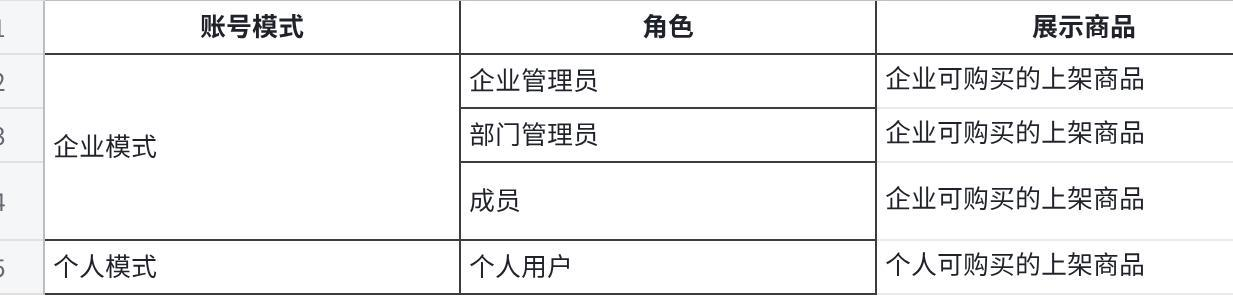 账号模式 角色 展示商品
2 企业管理员 企业可购买的上架商品
3 企业模式 部门管理员 企业可购买的上架商品
4 成员 企业可购买的上架商品
5 个人模式 个人用户 个人可购买的上架商品